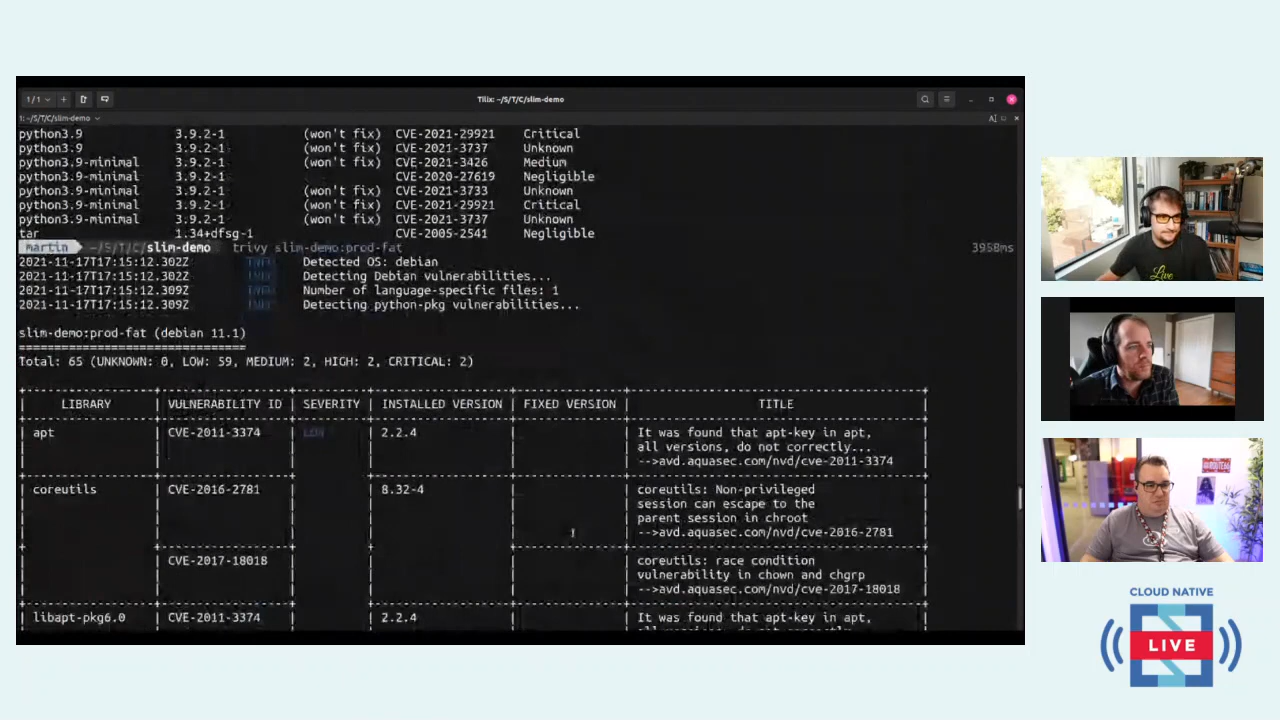 1/1
Tilix: ~/S/T/C/slim-demo
1: ~/S/T/C/slim-demo
python3.9 3.9.2-1 (won't fix) CVE-2021-29921 Critical
python3.9 3.9.2-1 (won't fix) CVE-2021-3737 Unknown
python3.9-minimal 3.9.2-1 (won't fix) CVE-2021-3426 Medium
python3.9-minimal 3.9.2-1 CVE-2020-27619 Negligible
python3.9-minimal 3.9.2-1 (won't fix) CVE-2021-3733 Unknown
python3.9-minimal 3.9.2-1 (won't fix) CVE-2021-29921 Critical
python3.9-minimal 3.9.2-1 (won't fix) CVE-2021-3737 Unknown
tar 1.34+dfsg-1 CVE-2005-2541 Negligible
martin ~/S/T/C/slim-demo trivy slim-demo:prod-fat 3958ms
2021-11-17T17:15:12.302Z INFO Detected OS: debian
2021-11-17T17:15:12.302Z INFO Detecting Debian vulnerabilities...
2021-11-17T17:15:12.309Z INFO Number of language-specific files: 1
2021-11-17T17:15:12.309Z INFO Detecting python-pkg vulnerabilities...
slim-demo:prod-fat (debian 11.1)
================================
Total: 65 (UNKNOWN: 0, LOW: 59, MEDIUM: 2, HIGH: 2, CRITICAL: 2)
LIBRARY | VULNERABILITY ID | SEVERITY | INSTALLED VERSION | FIXED VERSION | TITLE
apt | CVE-2011-3374 | LOW | 2.2.4 | | It was found that apt-key in apt,
all versions, do not correctly...
-->avd.aquasec.com/nvd/cve-2011-3374
coreutils | CVE-2016-2781 | | 8.32-4 | | coreutils: Non-privileged
session can escape to the
parent session in chroot
-->avd.aquasec.com/nvd/cve-2016-2781
CVE-2017-18018 | coreutils: race condition
vulnerability in chown and chgrp
-->avd.aquasec.com/nvd/cve-2017-18018
libapt-pkg6.0 | CVE-2011-3374 | | 2.2.4 | | It was found that apt-key in apt,
Live
ROUTE66
CLOUD NATIVE
LIVE